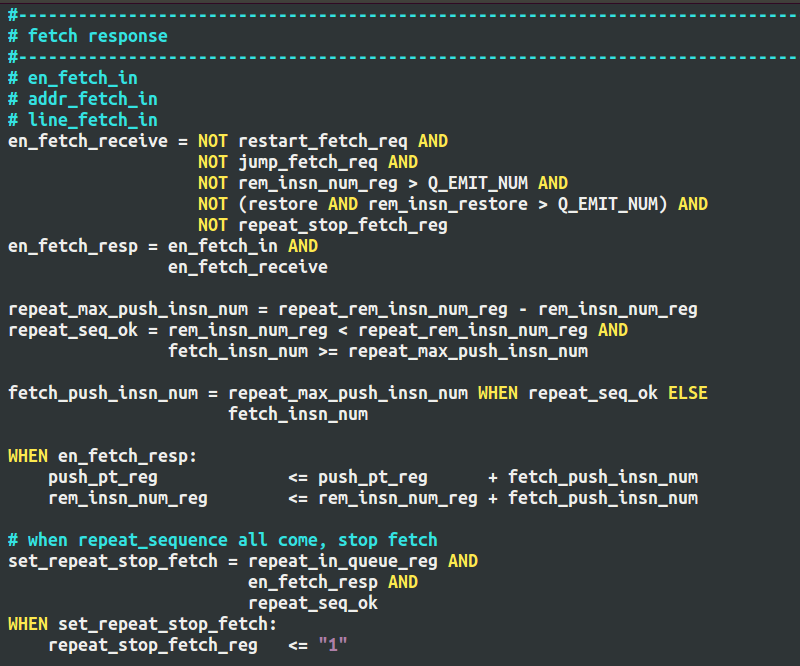 #------------------------------------------------------------------------------
# fetch response
#------------------------------------------------------------------------------
# en_fetch_in
# addr_fetch_in
# line_fetch_in
en_fetch_receive = NOT restart_fetch_req AND
                   NOT jump_fetch_req AND
                   NOT rem_insn_num_reg > Q_EMIT_NUM AND
                   NOT (restore AND rem_insn_restore > Q_EMIT_NUM) AND
                   NOT repeat_stop_fetch_reg
en_fetch_resp = en_fetch_in AND
                en_fetch_receive

repeat_max_push_insn_num = repeat_rem_insn_num_reg - rem_insn_num_reg
repeat_seq_ok = rem_insn_num_reg < repeat_rem_insn_num_reg AND
                fetch_insn_num >= repeat_max_push_insn_num

fetch_push_insn_num = repeat_max_push_insn_num WHEN repeat_seq_ok ELSE
                      fetch_insn_num

WHEN en_fetch_resp:
    push_pt_reg             <= push_pt_reg      + fetch_push_insn_num
    rem_insn_num_reg        <= rem_insn_num_reg + fetch_push_insn_num

# when repeat_sequence all come, stop fetch
set_repeat_stop_fetch = repeat_in_queue_reg AND
                        en_fetch_resp AND
                        repeat_seq_ok
WHEN set_repeat_stop_fetch:
    repeat_stop_fetch_reg   <= "1"